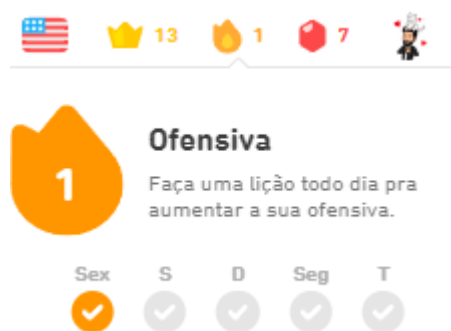 13 1 7
1
Ofensiva
Faça uma lição todo dia pra
aumentar a sua ofensiva.
Sex S D Seg T